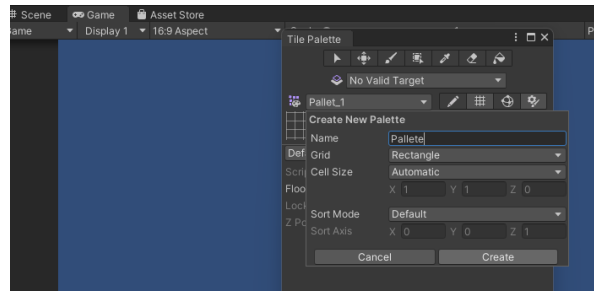 Scene Game Asset Store
Display 1 16:9 Aspect
Tile Palette
No Valid Target
Pallet_1
Create New Palette
Name Pallete
Grid Rectangle
Cell Size Automatic
X 1 Y 1 Z 0
Sort Mode Default
Sort Axis X 0 Y 0 Z 1
Cancel Create